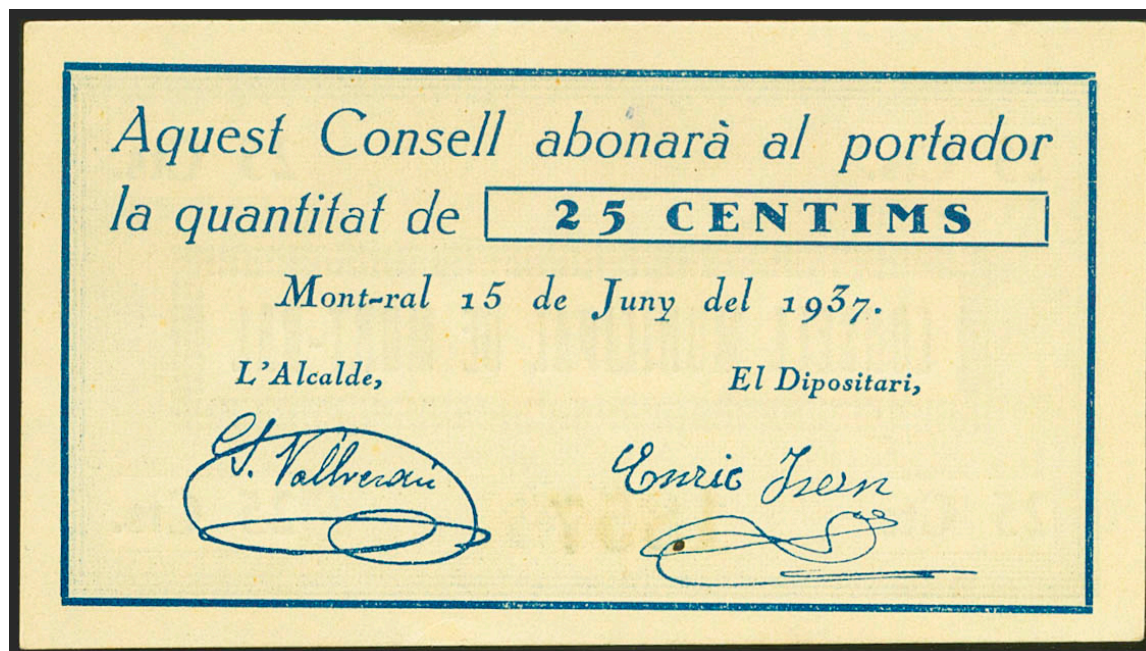 Aquest Consell abonarà al portador
la quantitat de 25 CENTIMS
Mont-ral 15 de Juny del 1937.
L'Alcalde,
El Dipositari,
Vallverdú
Enric Isern